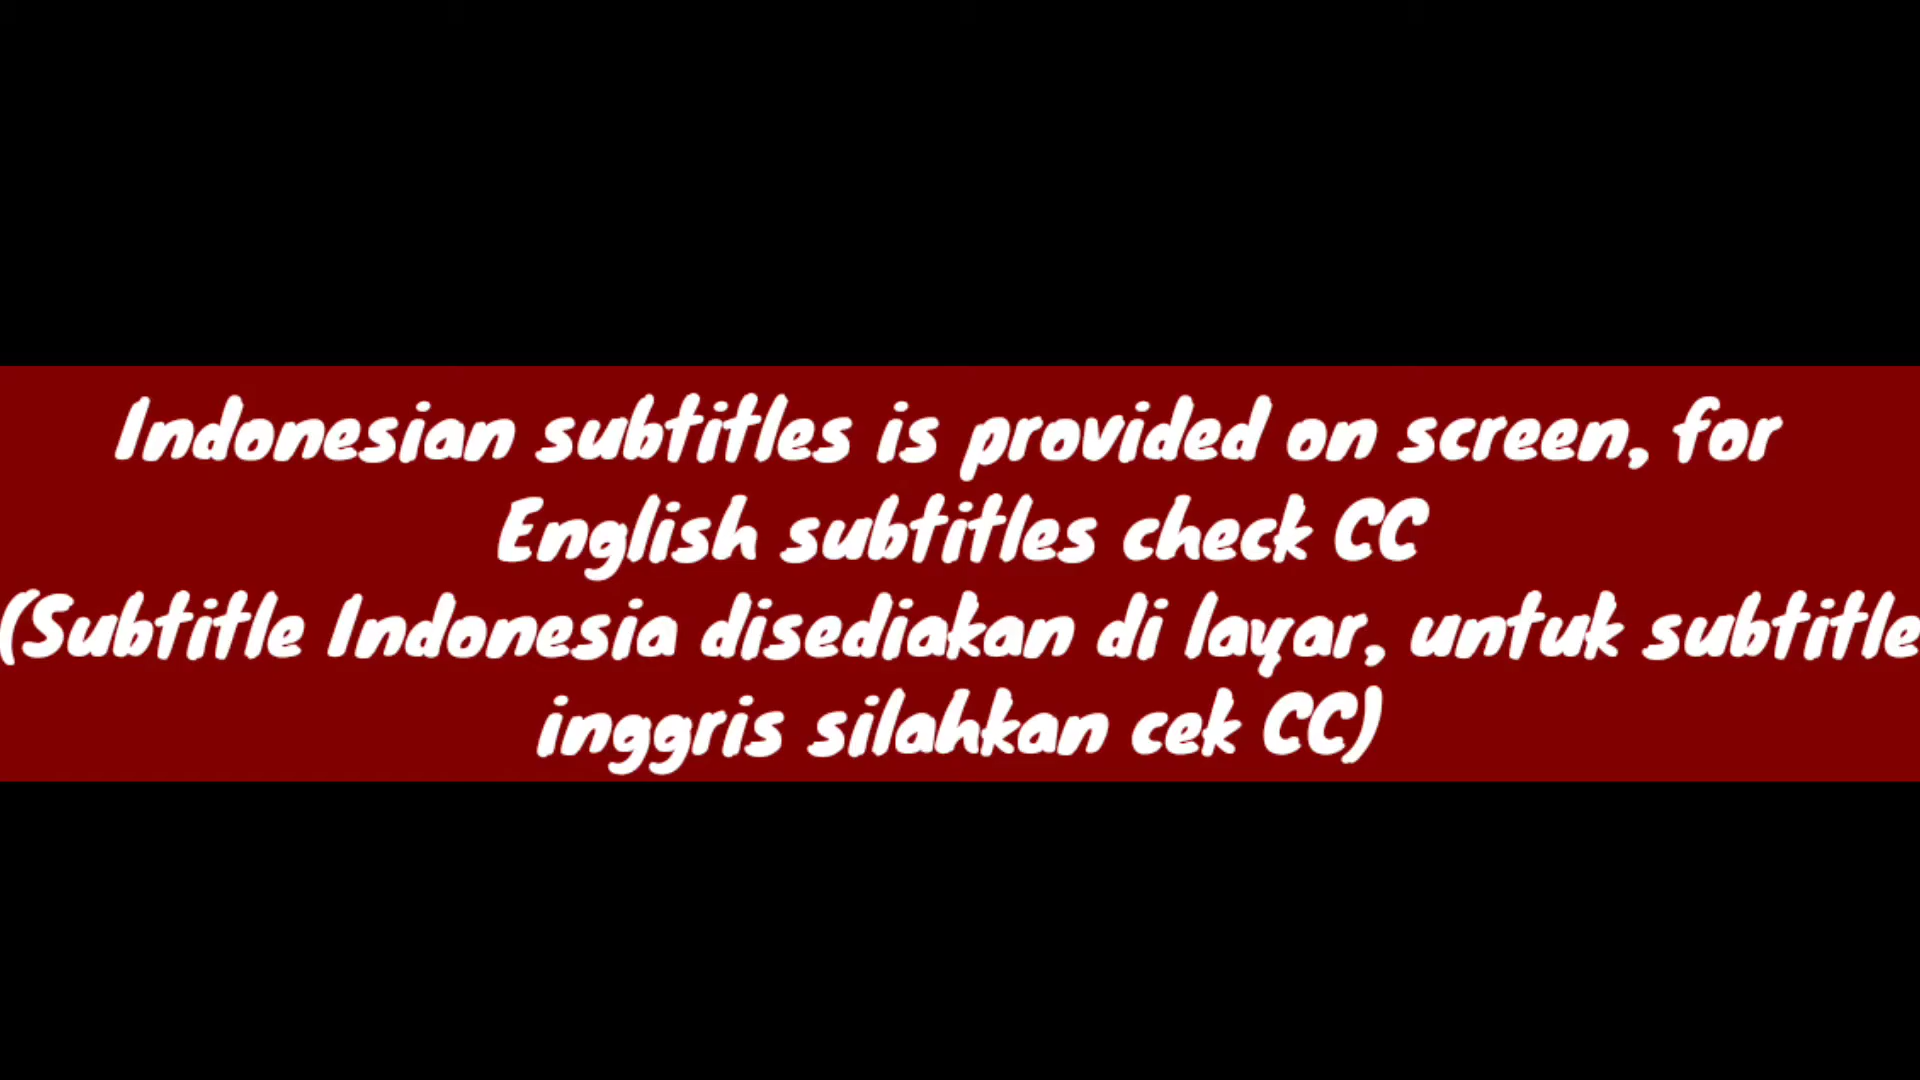 Indonesian subtitles is provided on screen, for
English subtitles check CC
(Subtitle Indonesia disediakan di layar, untuk subtitle
inggris silahkan cek CC)